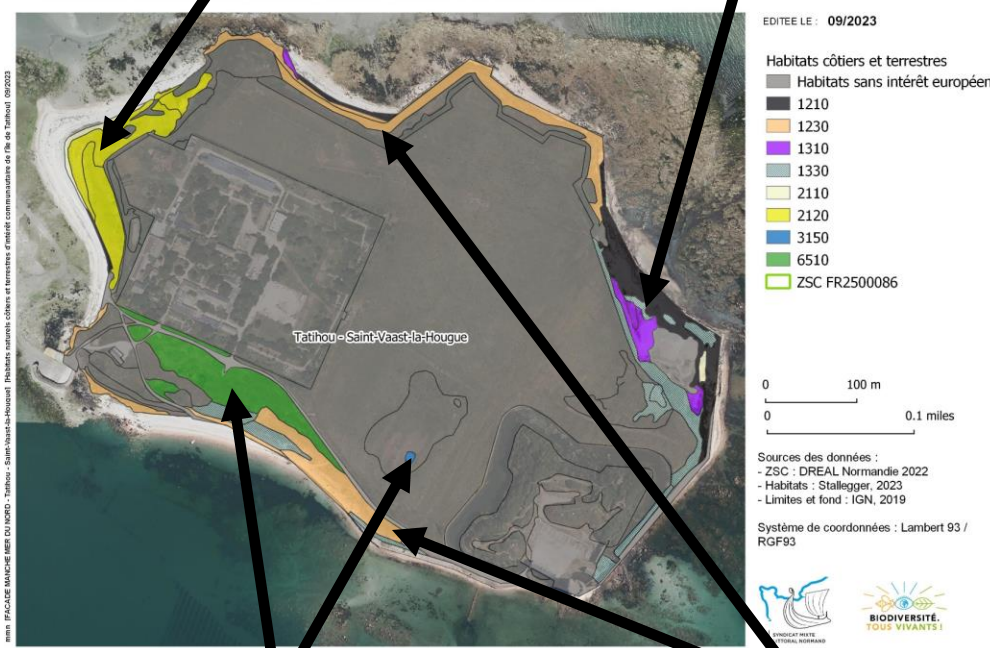 EDITEE LE : 09/2023
Habitats côtiers et terrestres
Habitats sans intérêt européen
1210
1230
1310
1330
2110
2120
3150
6510
ZSC FR2500086
Tatihou - Saint-Vaast-la-Hougue
0 100 m
0 0.1 miles
Sources des données :
- ZSC : DREAL Normandie 2022
- Habitats : Stallegger, 2023
- Limites et fond : IGN, 2019
Système de coordonnées : Lambert 93 /
RGF93
SYNDICAT MIXTE
LITTORAL NORMAND
BIODIVERSITÉ.
TOUS VIVANTS !
mnn [FACADE MANCHE MER DU NORD - Tatihou - Saint-Vaast-la-Hougue] [Habitats naturels côtiers et terrestres d'intérêt communautaire de l'île de Tatihou] 09/2023